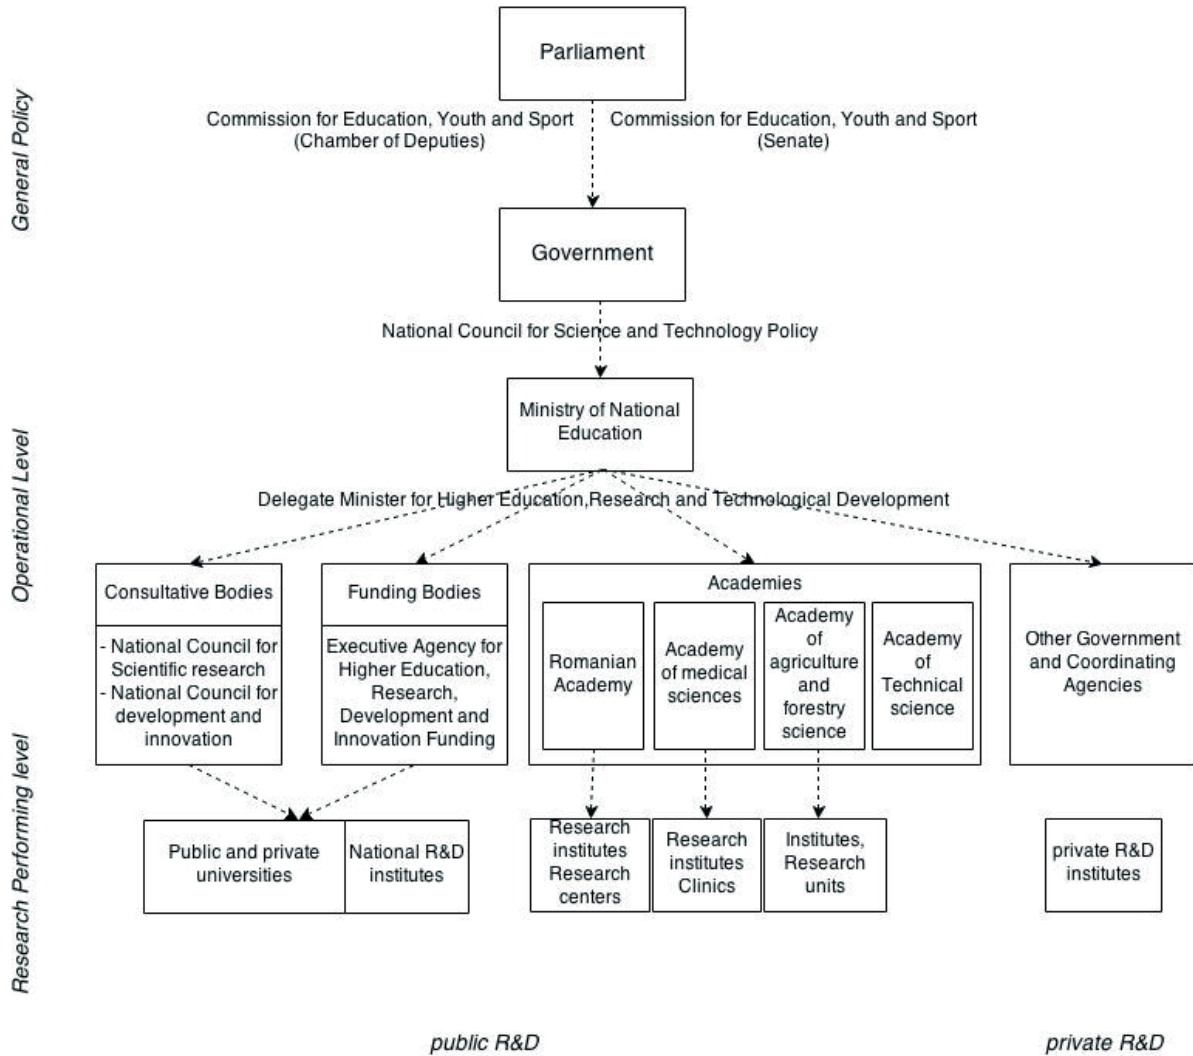 Parliament
General Policy
Commission for Education, Youth and Sport
(Chamber of Deputies)
Commission for Education, Youth and Sport
(Senate)
Government
National Council for Science and Technology Policy
Operational Level
Ministry of National
Education
Delegate Minister for Higher Education,Research and Technological Development
Consultative Bodies
- National Council for
Scientific research
- National Council for
development and
innovation
Funding Bodies
Executive Agency for
Higher Education,
Research,
Development and
Innovation Funding
Academies
Romanian
Academy
Academy
of medical
sciences
Academy
of
agriculture
and
forestry
science
Academy
of
Technical
science
Other Government
and Coordinating
Agencies
Research Performing level
Public and private
universities
National R&D
institutes
Research
institutes
Research
centers
Research
institutes
Clinics
Institutes,
Research
units
private R&D
institutes
public R&D
private R&D